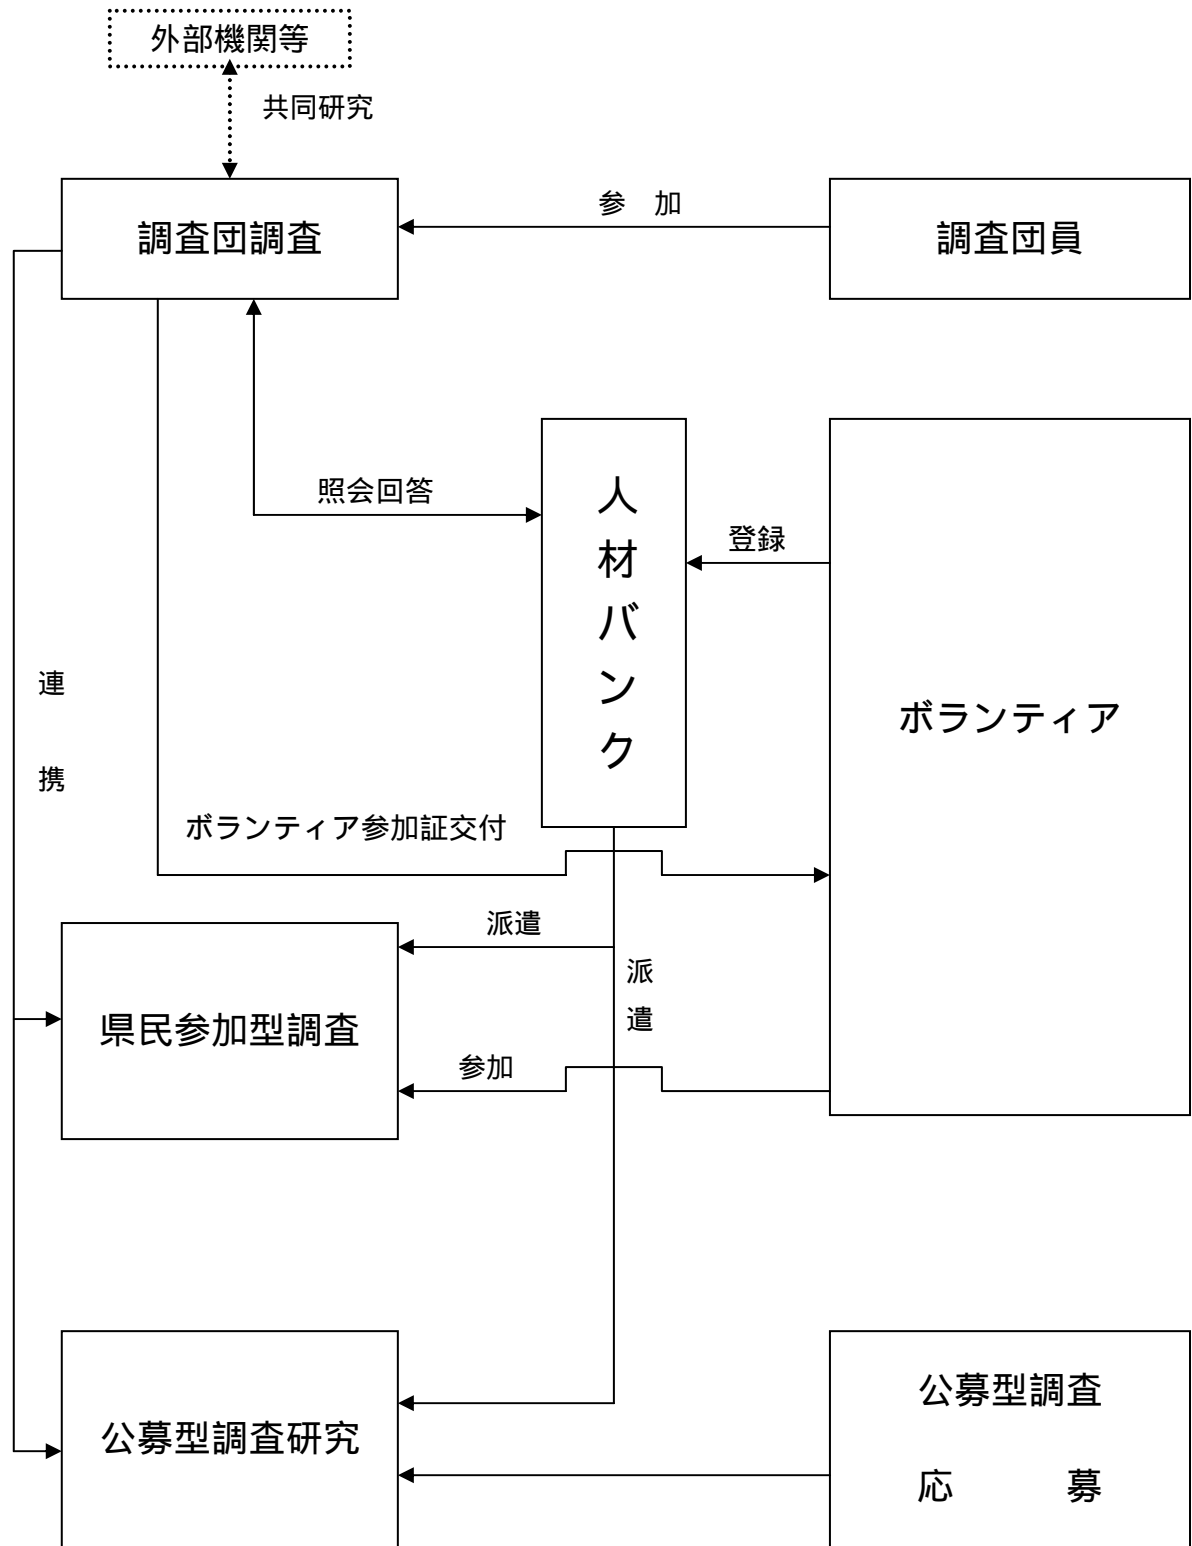 外部機関等
共同研究
参　加
調査団調査
調査団員
照会回答
人材バンク
登録
連携
ボランティア
ボランティア参加証交付
派遣
派遣
県民参加型調査
参加
公募型調査研究
公募型調査
応　　　募